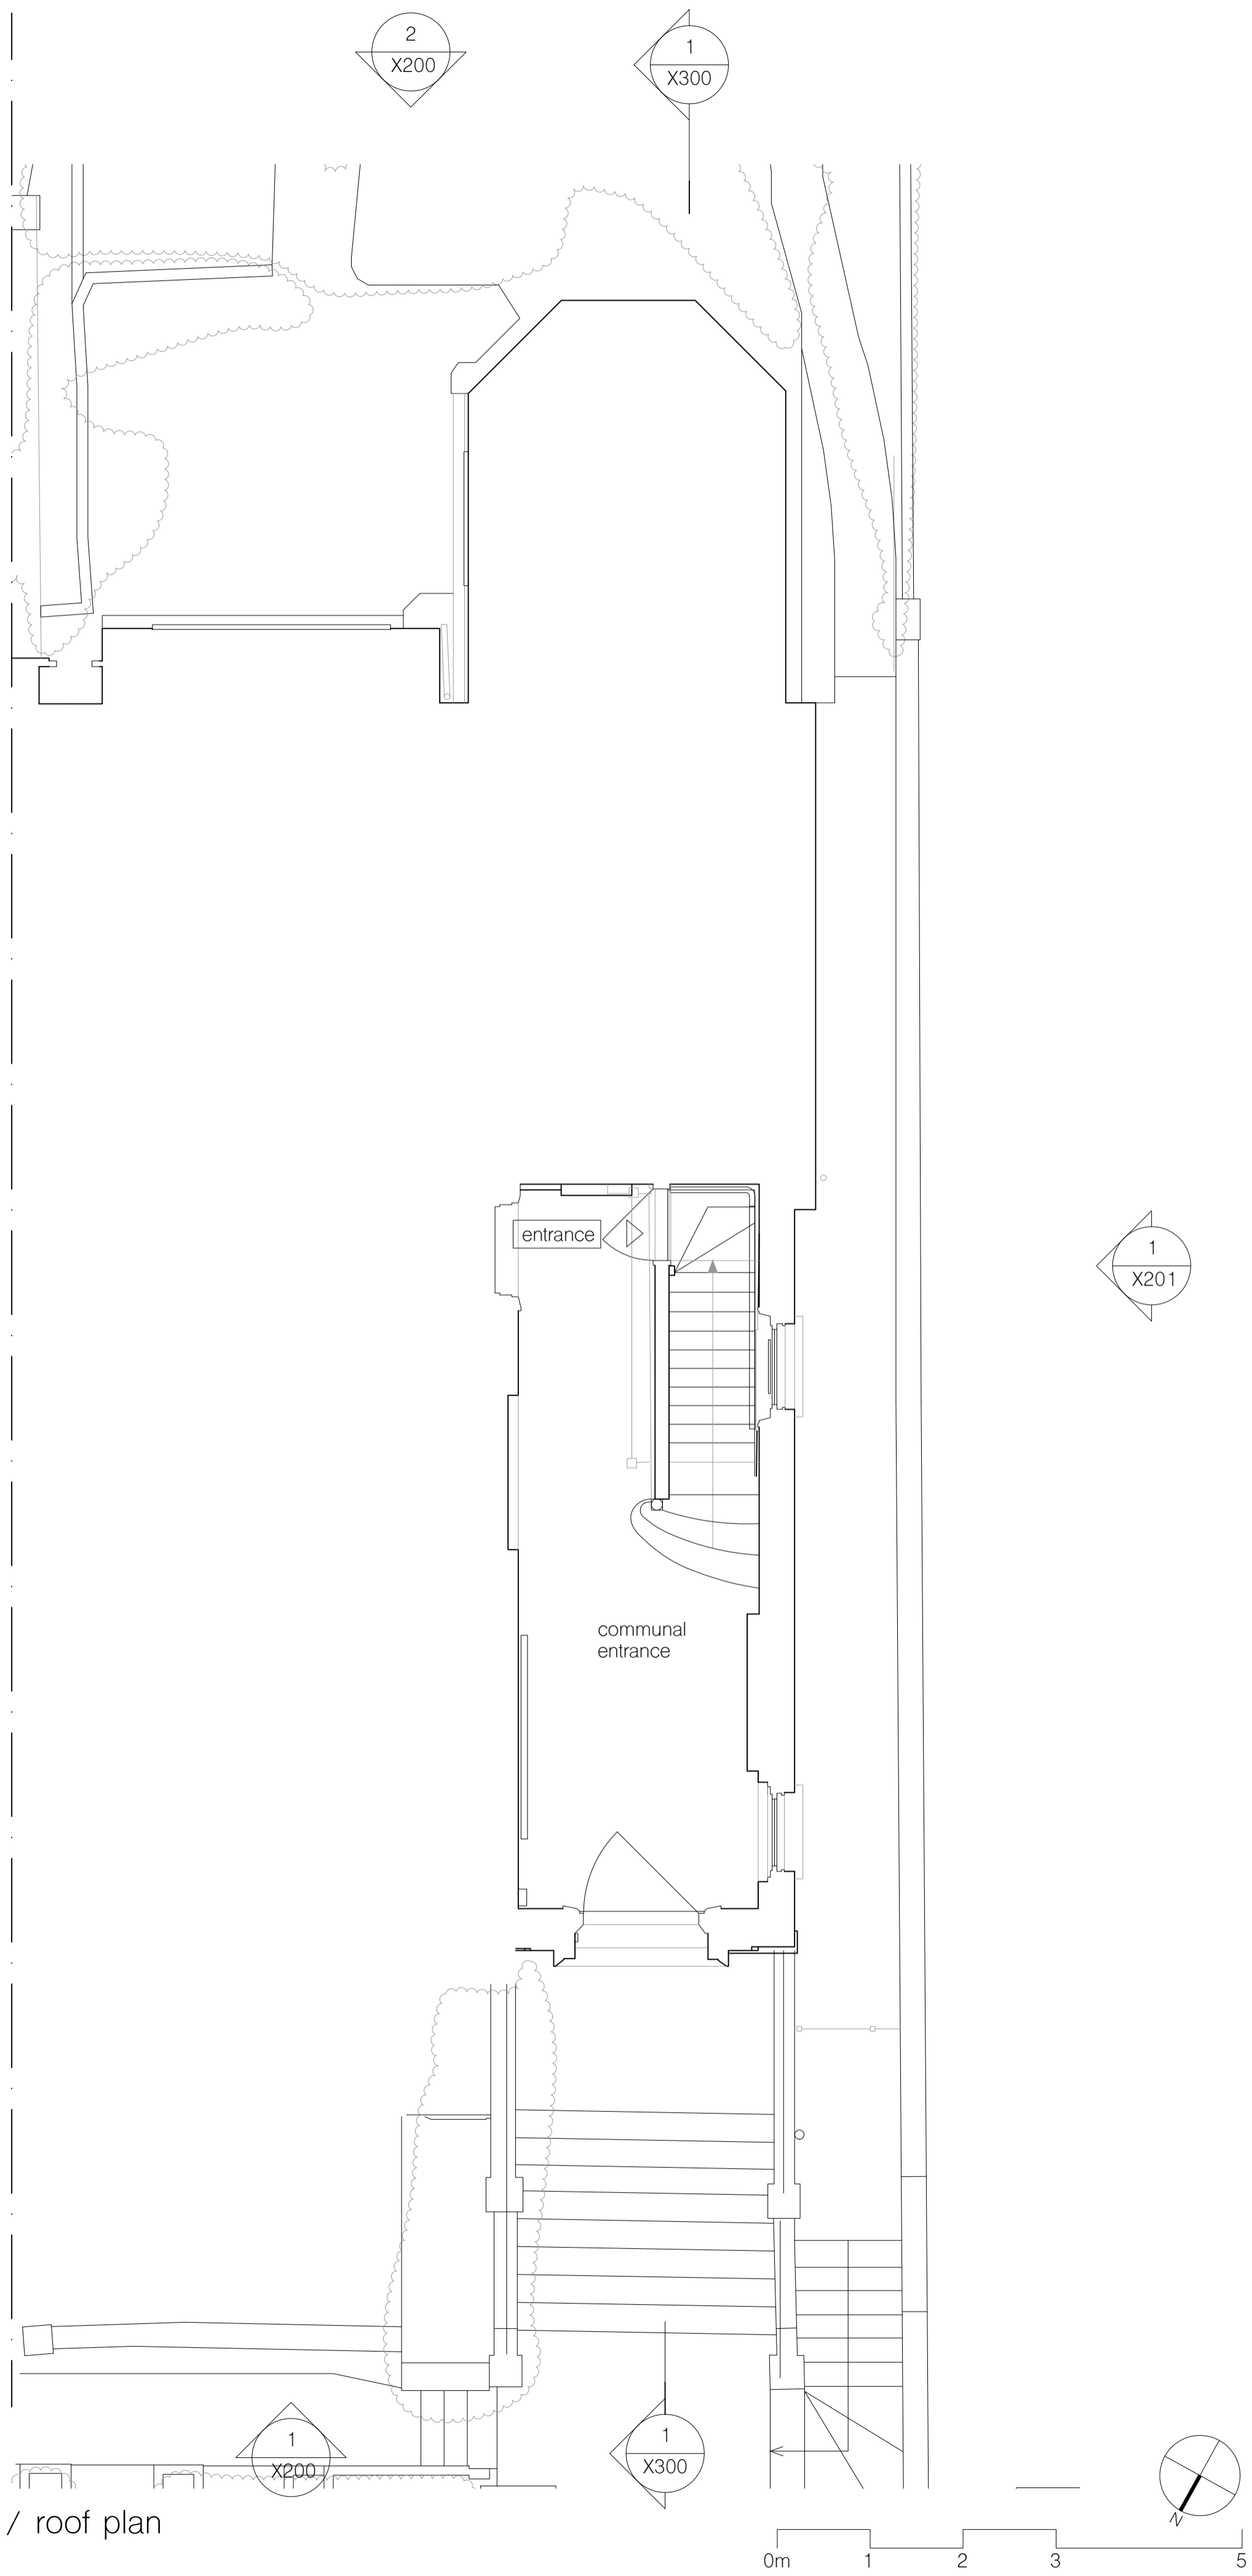 2
X200
1
X300
1
X201
entrance
communal
entrance
1
X200
1
X300
N
/ roof plan
0m 1 2 3 5